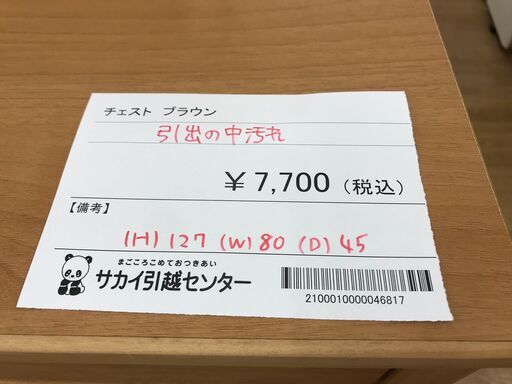 チェスト ブラウン
引出の中汚れ
￥7,700（税込）
【備考】
(H)127 (W)80 (D)45
まごころこめておつきあい
サカイ引越センター
2100010000046817